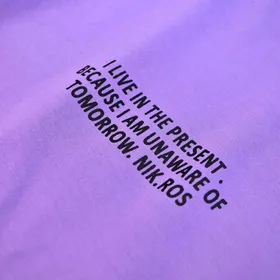 I LIVE IN THE PRESENT.
BECAUSE I AM UNAWARE OF
TOMORROW. NIK.ROS